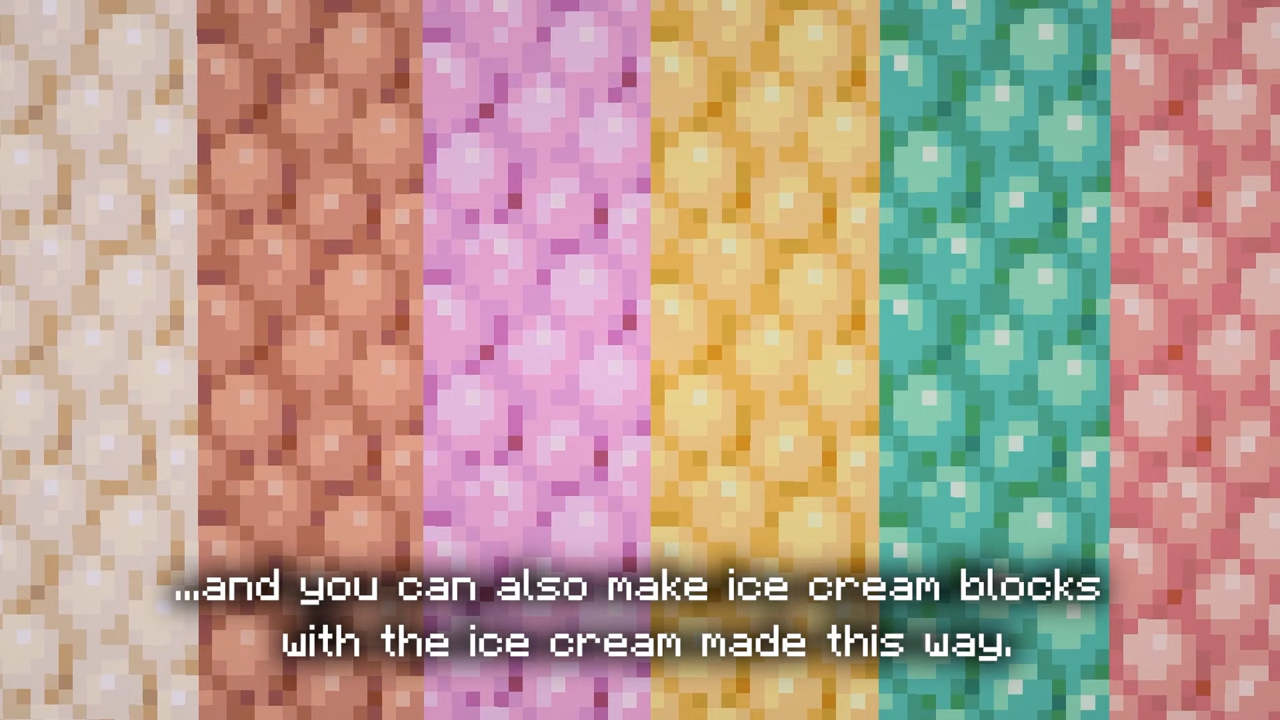 ...and you can also make ice cream blocks
with the ice cream made this way.